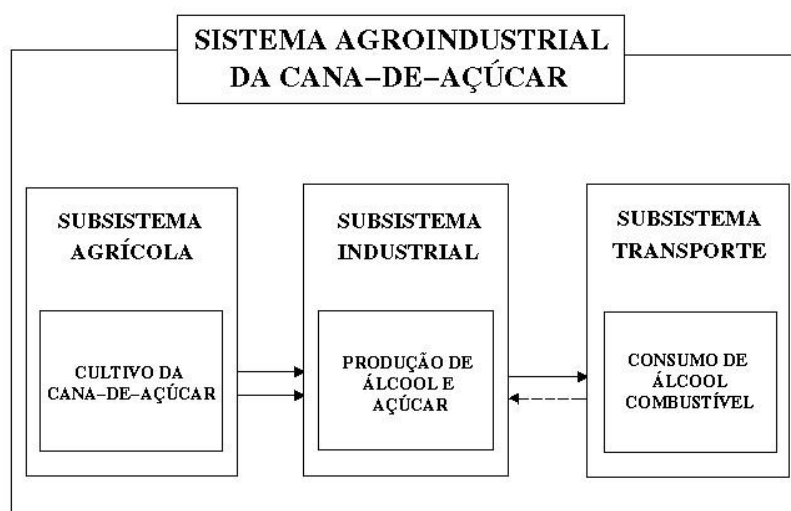 SISTEMA AGROINDUSTRIAL
DA CANA–DE–AÇÚCAR
SUBSISTEMA
AGRÍCOLA
CULTIVO DA
CANA–DE–AÇÚCAR
SUBSISTEMA
INDUSTRIAL
PRODUÇÃO DE
ÁLCOOL E
AÇÚCAR
SUBSISTEMA
TRANSPORTE
CONSUMO DE
ÁLCOOL
COMBUSTÍVEL